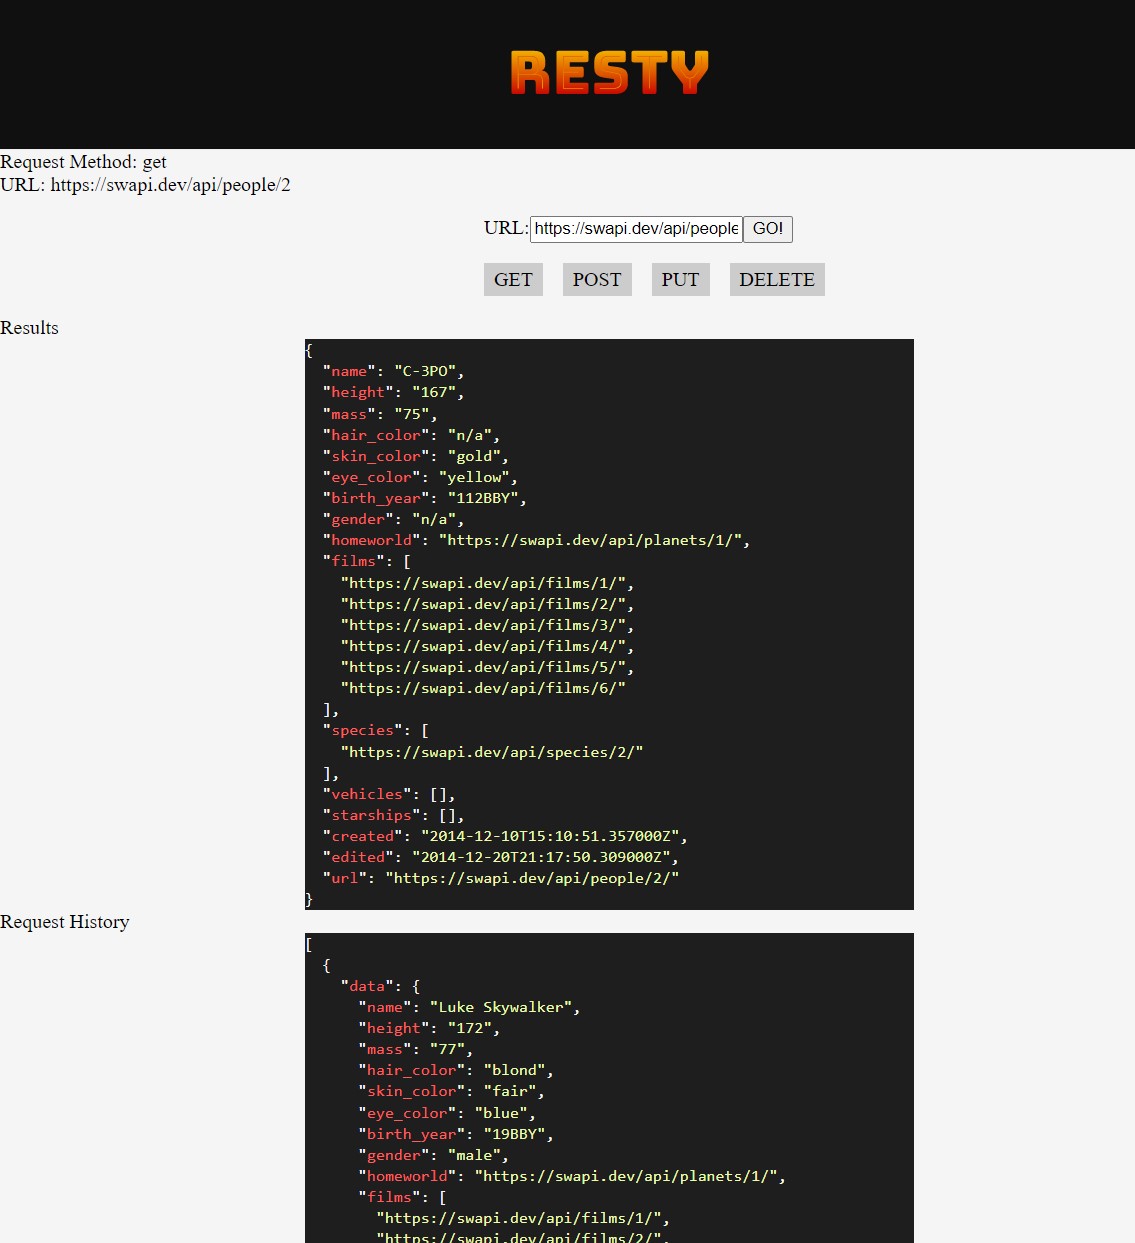 RESTY
Request Method: get
URL: https://swapi.dev/api/people/2
URL: https://swapi.dev/api/people GO!
GET POST PUT DELETE
Results
{
  "name": "C-3PO",
  "height": "167",
  "mass": "75",
  "hair_color": "n/a",
  "skin_color": "gold",
  "eye_color": "yellow",
  "birth_year": "112BBY",
  "gender": "n/a",
  "homeworld": "https://swapi.dev/api/planets/1/",
  "films": [
    "https://swapi.dev/api/films/1/",
    "https://swapi.dev/api/films/2/",
    "https://swapi.dev/api/films/3/",
    "https://swapi.dev/api/films/4/",
    "https://swapi.dev/api/films/5/",
    "https://swapi.dev/api/films/6/"
  ],
  "species": [
    "https://swapi.dev/api/species/2/"
  ],
  "vehicles": [],
  "starships": [],
  "created": "2014-12-10T15:10:51.357000Z",
  "edited": "2014-12-20T21:17:50.309000Z",
  "url": "https://swapi.dev/api/people/2/"
}
Request History
[
  {
    "data": {
      "name": "Luke Skywalker",
      "height": "172",
      "mass": "77",
      "hair_color": "blond",
      "skin_color": "fair",
      "eye_color": "blue",
      "birth_year": "19BBY",
      "gender": "male",
      "homeworld": "https://swapi.dev/api/planets/1/",
      "films": [
        "https://swapi.dev/api/films/1/",
        "https://swapi.dev/api/films/2/",